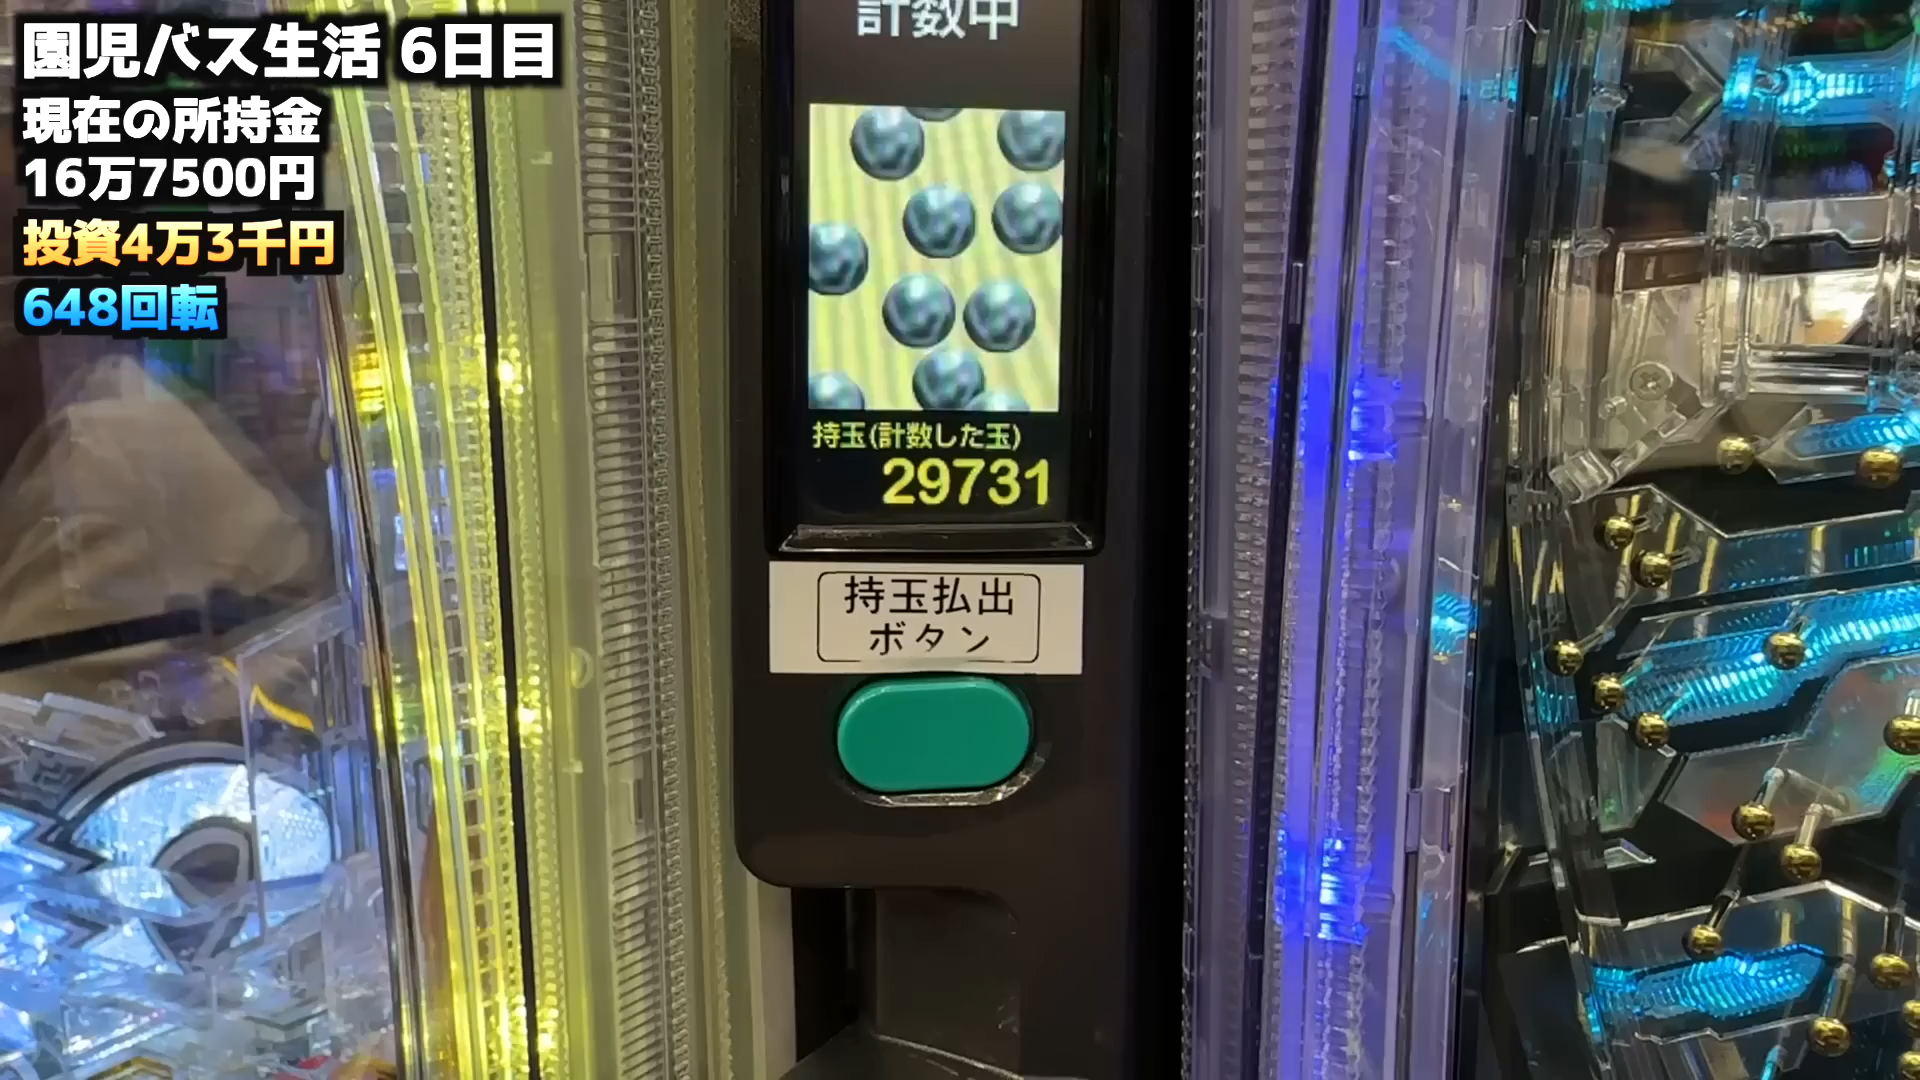 園児バス生活 6日目
現在の所持金
16万7500円
投資4万3千円
648回転
計数中
持玉(計数した玉)
29731
持玉払出
ボタン